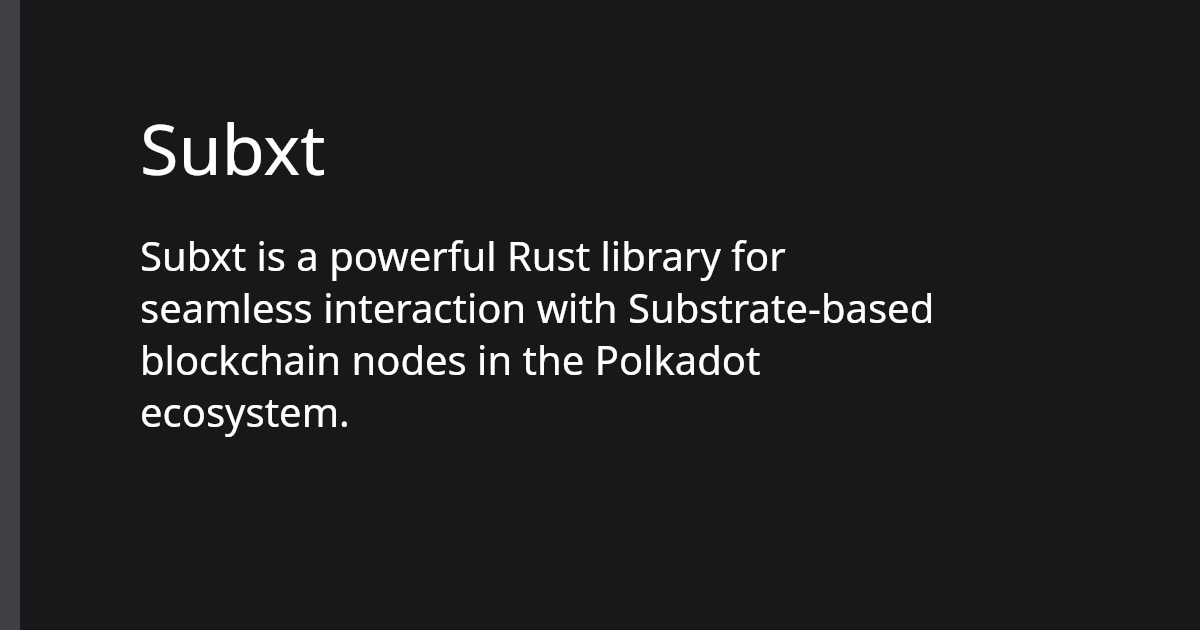 Subxt
Subxt is a powerful Rust library for
seamless interaction with Substrate-based
blockchain nodes in the Polkadot
ecosystem.